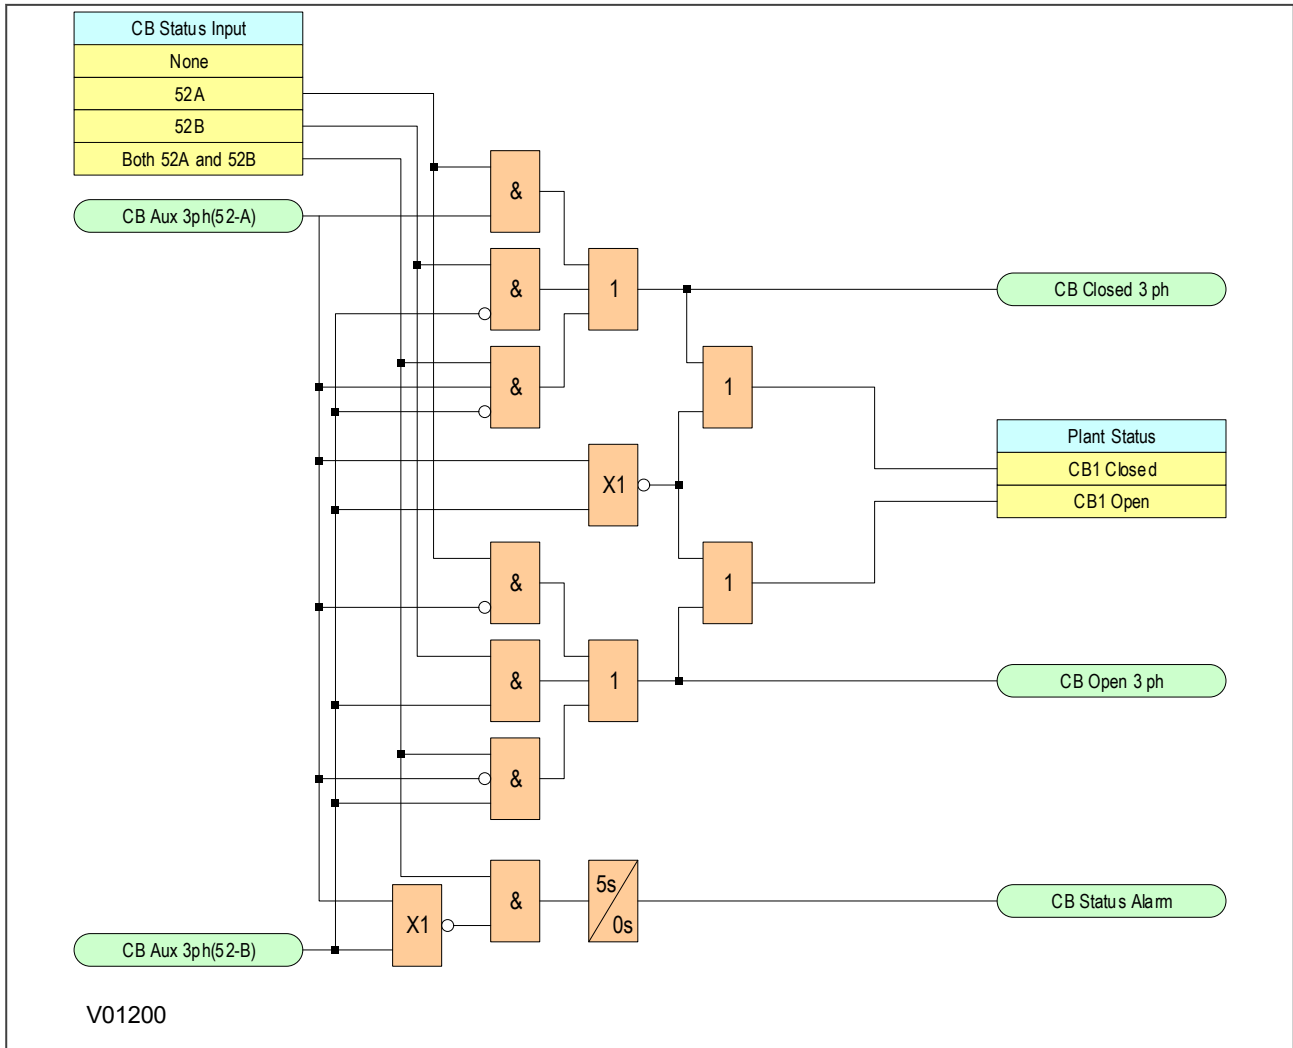 CB Status Input
None
52A
52B
Both 52A and 52B
&
CB Aux 3ph(52-A)
&
1
CB Closed 3 ph
&
1
Plant Status
CB1 Closed
X1
CB1 Open
&
1
&
1
CB Open 3 ph
&
5s
&
CB Status Alarm
0s
X1
CB Aux 3ph(52-B)
V01200